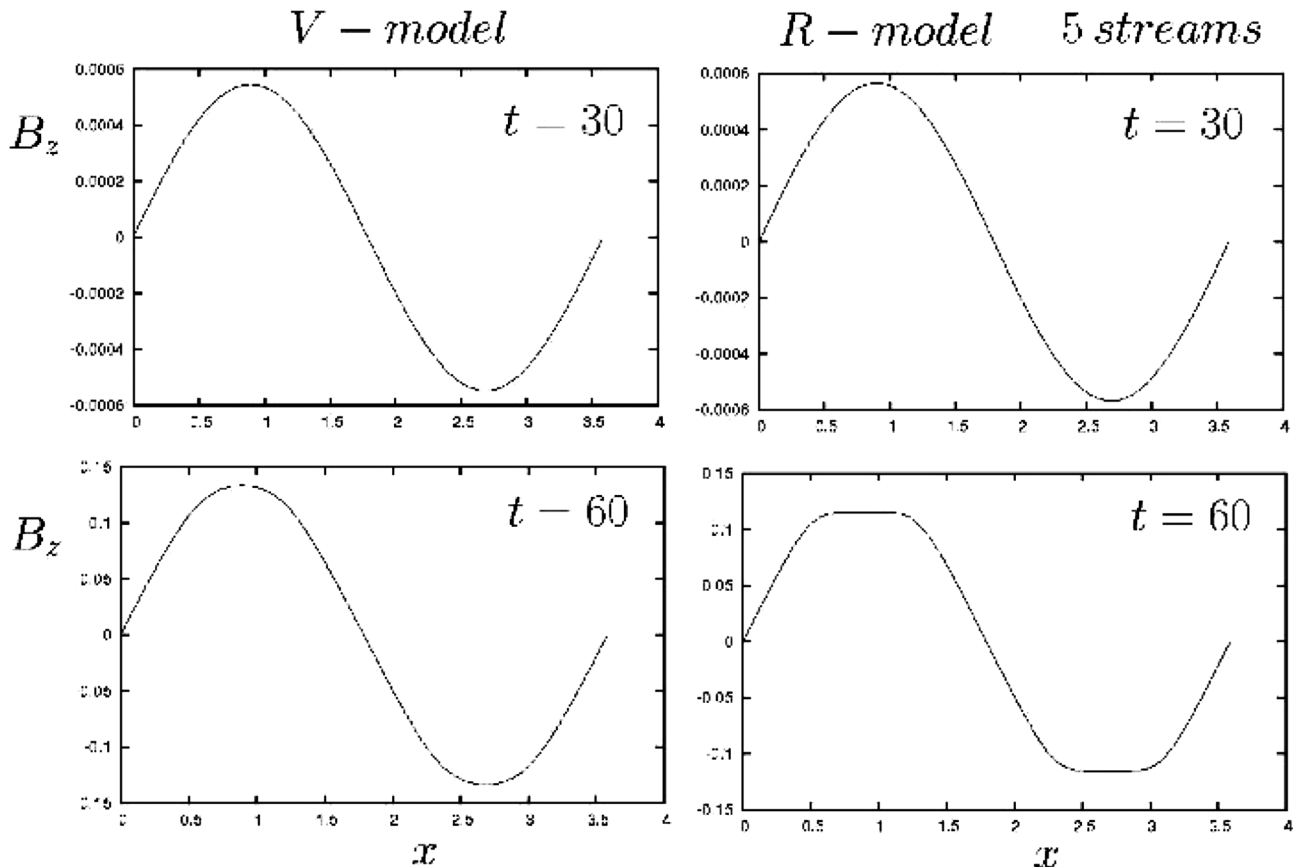 V − model
R − model 5 streams
B_z
t = 30
0.0006
0.0004
0.0002
0
-0.0002
-0.0004
-0.0006
0 0.5 1 1.5 2 2.5 3 3.5 4
t = 30
0.0006
0.0004
0.0002
0
-0.0002
-0.0004
-0.0006
0 0.5 1 1.5 2 2.5 3 3.5 4
B_z
t = 60
0.15
0.1
0.05
0
-0.05
-0.1
-0.15
0 0.5 1 1.5 2 2.5 3 3.5 4
x
t = 60
0.15
0.1
0.05
0
-0.05
-0.1
-0.15
0 0.5 1 1.5 2 2.5 3 3.5 4
x